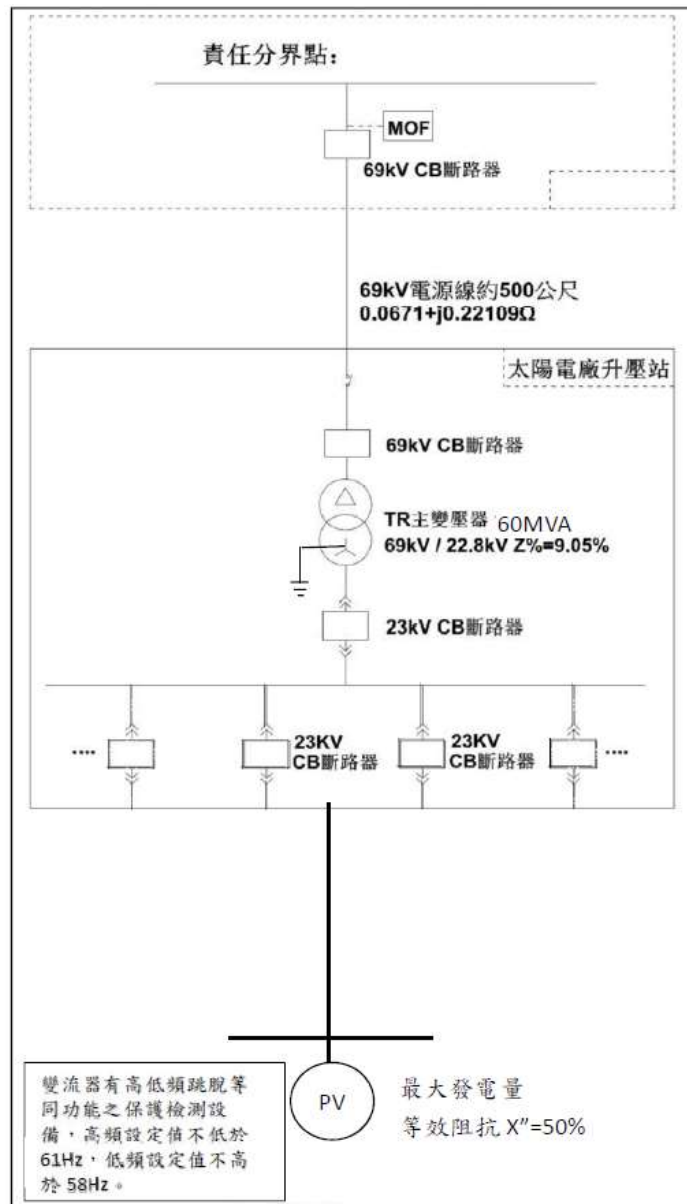 責任分界點：
MOF
69kV CB斷路器
69kV電源線約500公尺
0.0671+j0.22109Ω
太陽電廠升壓站
69kV CB斷路器
TR主變壓器 60MVA
69kV / 22.8kV Z%=9.05%
23kV CB斷路器
....
23KV
CB斷路器
23KV
CB斷路器
....
變流器有高低頻跳脫等
同功能之保護檢測設
備，高頻設定值不低於
61Hz，低頻設定值不高
於 58Hz。
PV
最大發電量
等效阻抗 X”=50%